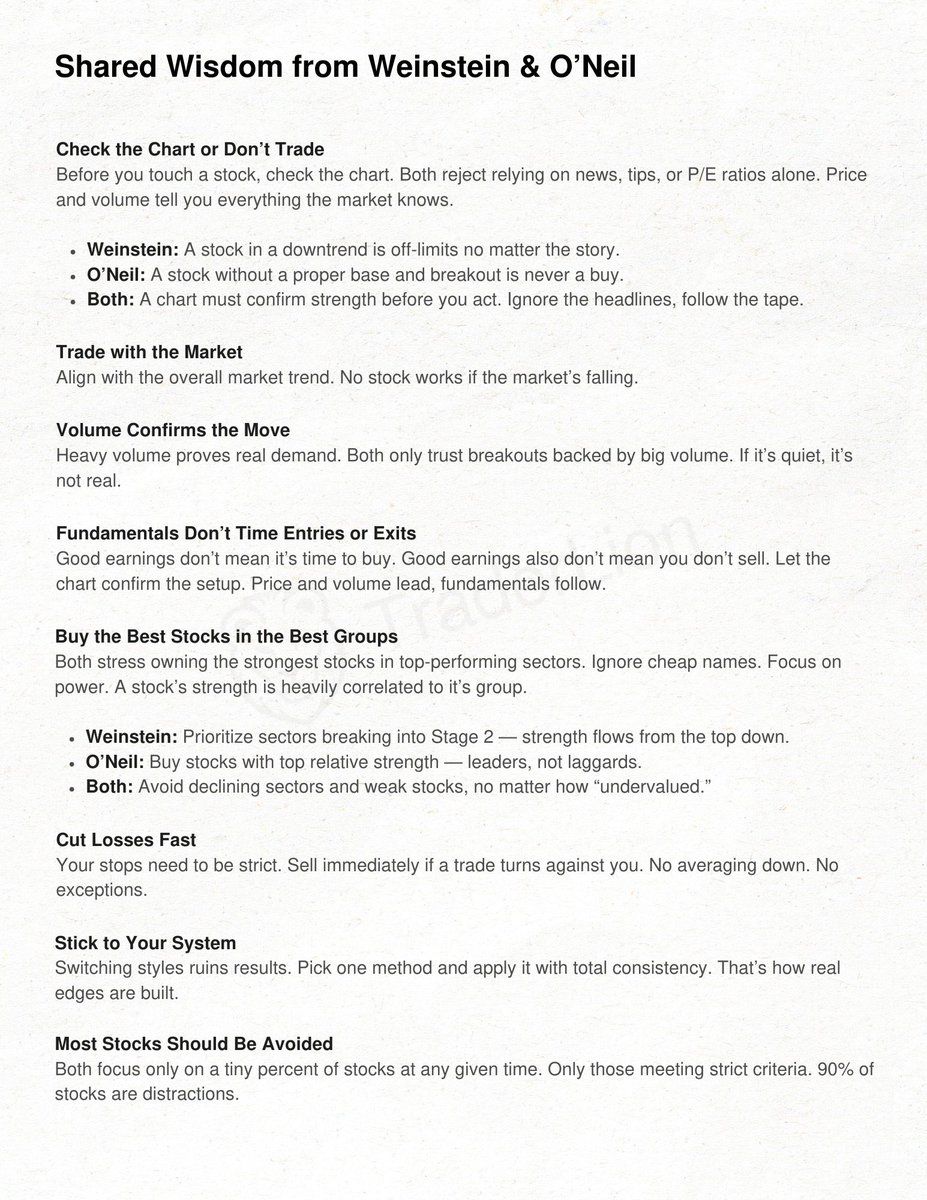 Shared Wisdom from Weinstein & O’Neil
Check the Chart or Don’t Trade
Before you touch a stock, check the chart. Both reject relying on news, tips, or P/E ratios alone. Price
and volume tell you everything the market knows.
• Weinstein: A stock in a downtrend is off-limits no matter the story.
• O’Neil: A stock without a proper base and breakout is never a buy.
• Both: A chart must confirm strength before you act. Ignore the headlines, follow the tape.
Trade with the Market
Align with the overall market trend. No stock works if the market’s falling.
Volume Confirms the Move
Heavy volume proves real demand. Both only trust breakouts backed by big volume. If it’s quiet, it’s
not real.
Fundamentals Don’t Time Entries or Exits
Good earnings don’t mean it’s time to buy. Good earnings also don’t mean you don’t sell. Let the
chart confirm the setup. Price and volume lead, fundamentals follow.
TraderLion
Buy the Best Stocks in the Best Groups
Both stress owning the strongest stocks in top-performing sectors. Ignore cheap names. Focus on
power. A stock’s strength is heavily correlated to it’s group.
• Weinstein: Prioritize sectors breaking into Stage 2 — strength flows from the top down.
• O’Neil: Buy stocks with top relative strength — leaders, not laggards.
• Both: Avoid declining sectors and weak stocks, no matter how “undervalued.”
Cut Losses Fast
Your stops need to be strict. Sell immediately if a trade turns against you. No averaging down. No
exceptions.
Stick to Your System
Switching styles ruins results. Pick one method and apply it with total consistency. That’s how real
edges are built.
Most Stocks Should Be Avoided
Both focus only on a tiny percent of stocks at any given time. Only those meeting strict criteria. 90% of
stocks are distractions.